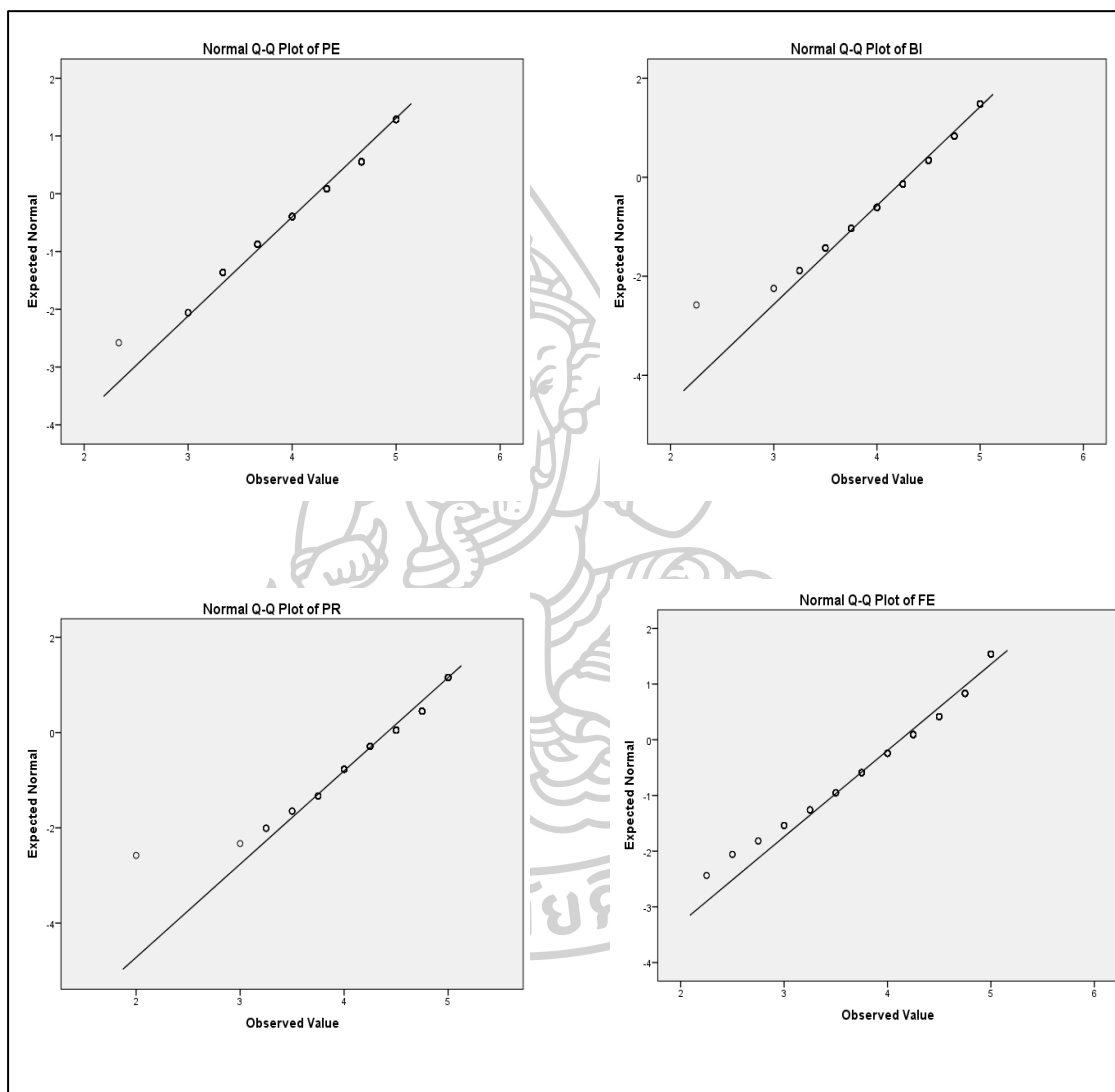 Normal Q-Q Plot of PE
Expected Normal
2
1
0
-1
-2
-3
-4
2 3 4 5 6
Observed Value
Normal Q-Q Plot of BI
Expected Normal
2
0
-2
-4
2 3 4 5 6
Observed Value
Normal Q-Q Plot of PR
Expected Normal
2
0
-2
-4
2 3 4 5
Observed Value
Normal Q-Q Plot of FE
Expected Normal
2
1
0
-1
-2
-3
-4
2 3 4 5 6
Observed Value